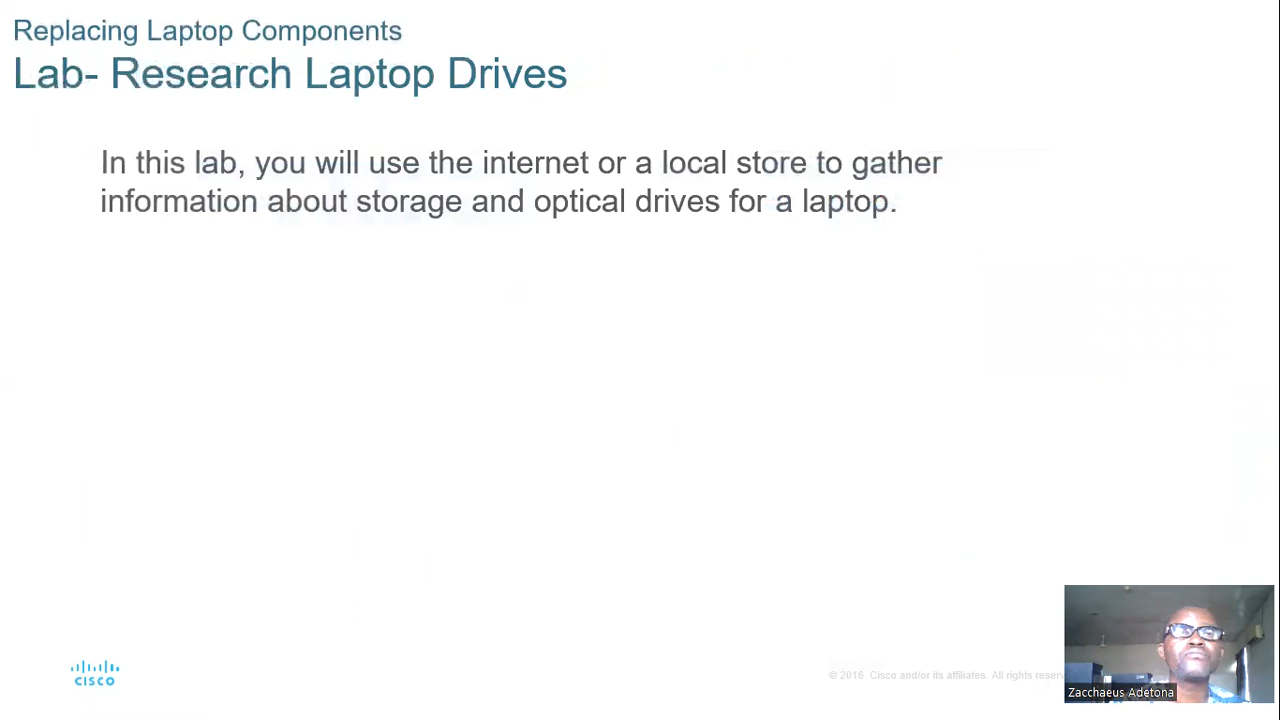 Replacing Laptop Components
Lab- Research Laptop Drives
In this lab, you will use the internet or a local store to gather
information about storage and optical drives for a laptop.
CISCO
© 2016 Cisco and/or its affiliates. All rights reser
Zacchaeus Adetona